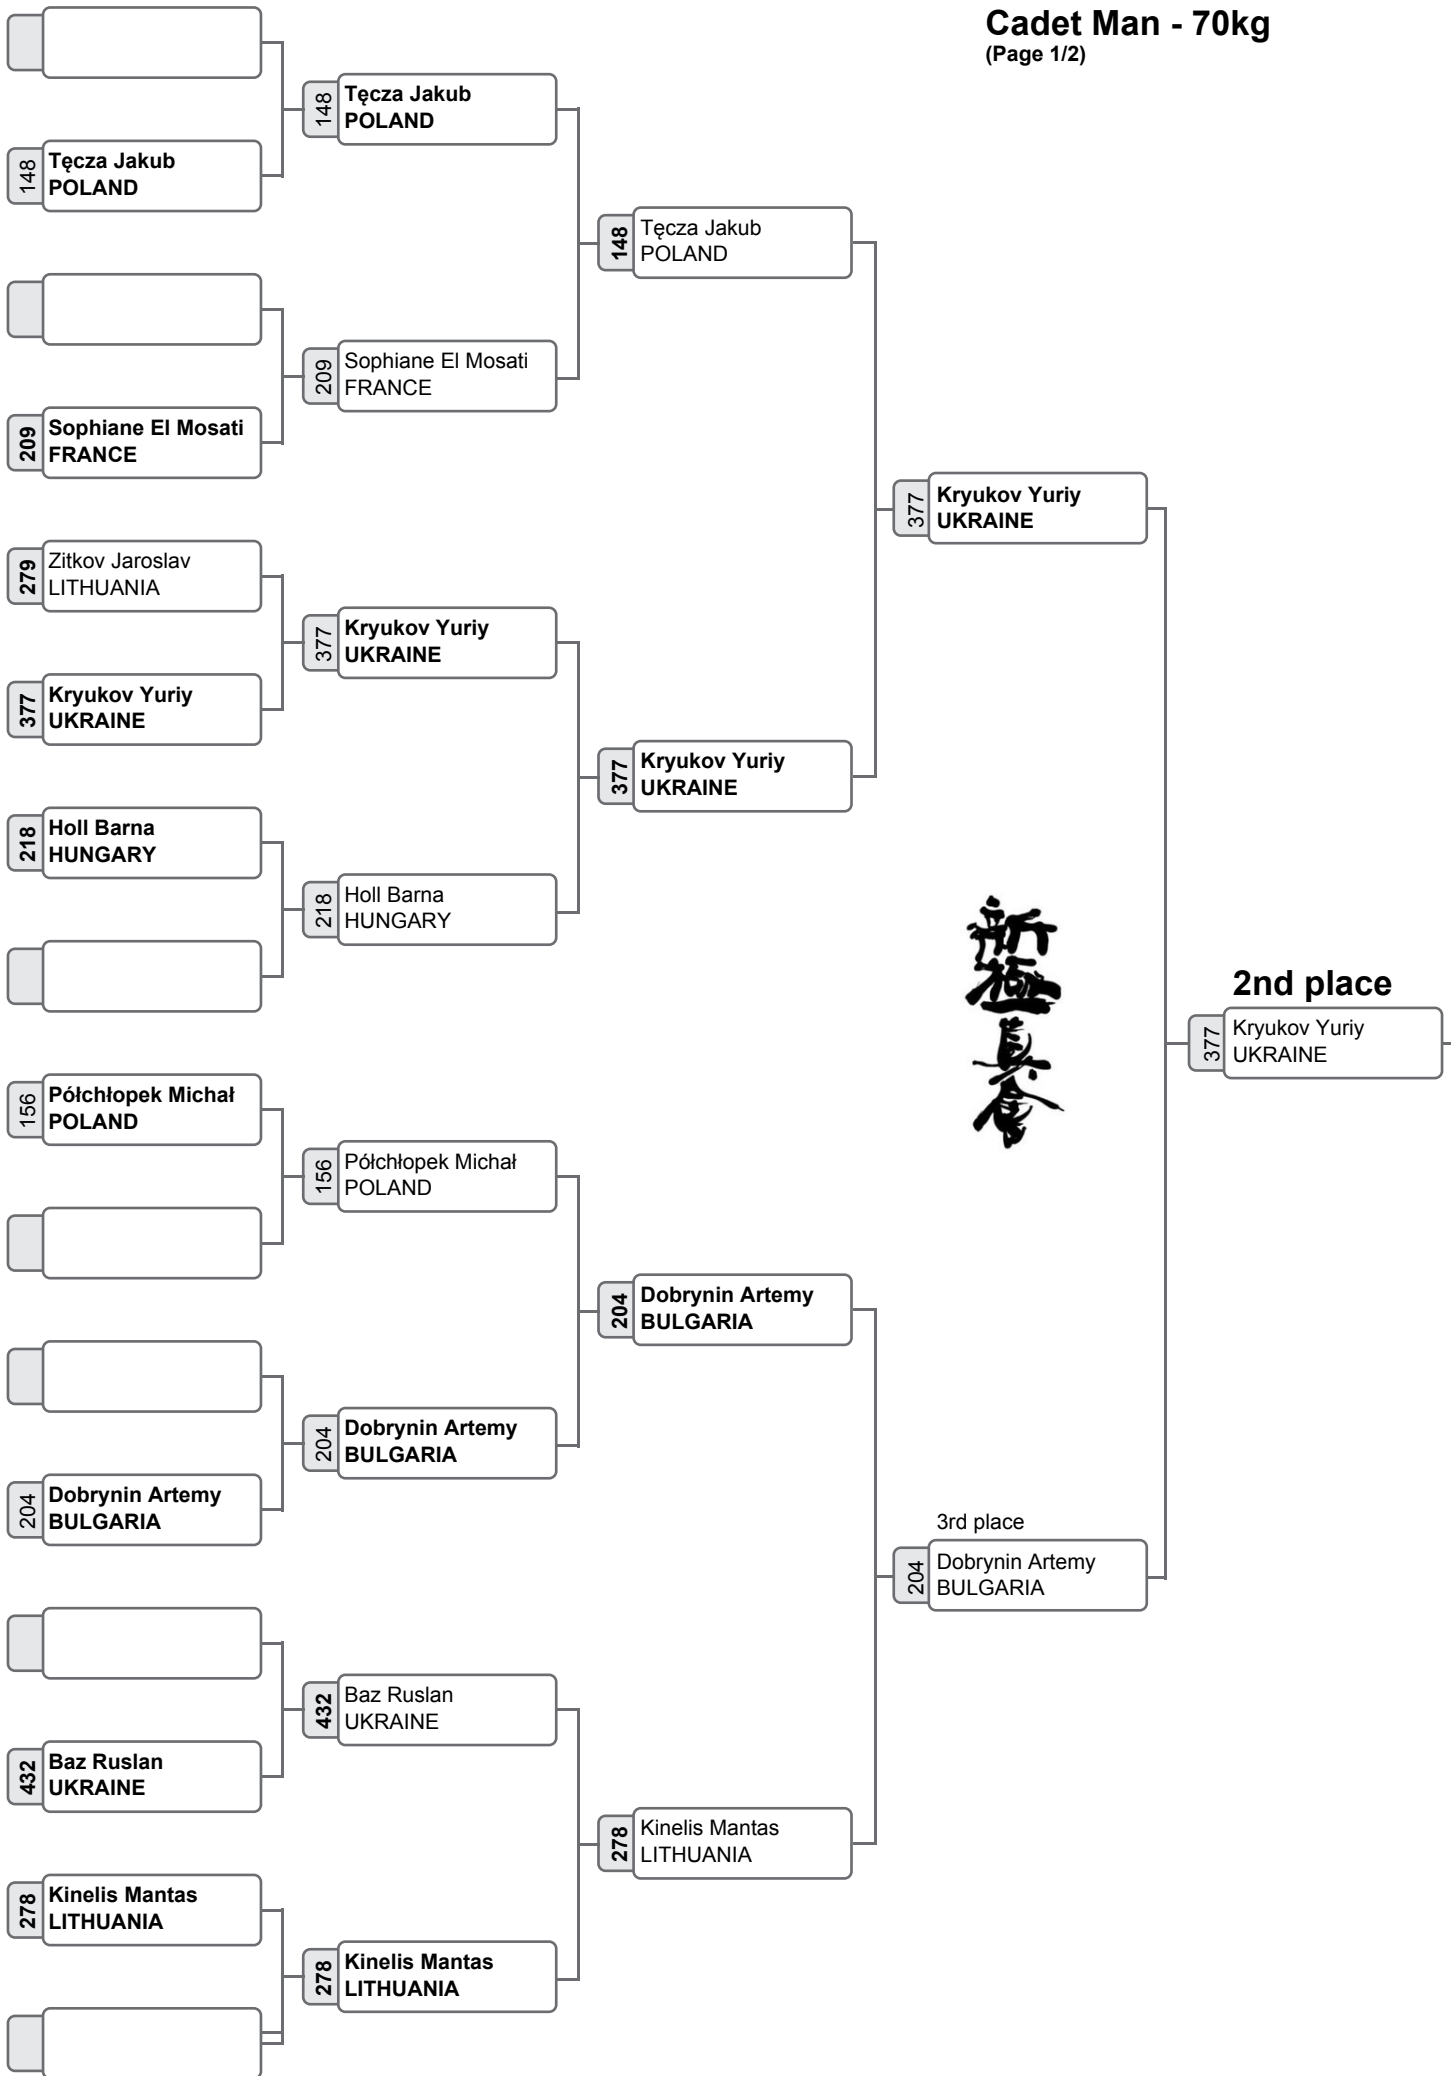 Cadet Man - 70kg
(Page 1/2)
148
Tęcza Jakub
POLAND
209
Sophiane El Mosati
FRANCE
279
Zitkov Jaroslav
LITHUANIA
377
Kryukov Yuriy
UKRAINE
218
Holl Barna
HUNGARY
156
Półchłopek Michał
POLAND
204
Dobrynin Artemy
BULGARIA
432
Baz Ruslan
UKRAINE
278
Kinelis Mantas
LITHUANIA
148
Tęcza Jakub
POLAND
209
Sophiane El Mosati
FRANCE
377
Kryukov Yuriy
UKRAINE
218
Holl Barna
HUNGARY
156
Półchłopek Michał
POLAND
204
Dobrynin Artemy
BULGARIA
432
Baz Ruslan
UKRAINE
278
Kinelis Mantas
LITHUANIA
148
Tęcza Jakub
POLAND
377
Kryukov Yuriy
UKRAINE
204
Dobrynin Artemy
BULGARIA
278
Kinelis Mantas
LITHUANIA
377
Kryukov Yuriy
UKRAINE
3rd place
204
Dobrynin Artemy
BULGARIA
新極真會
2nd place
377
Kryukov Yuriy
UKRAINE